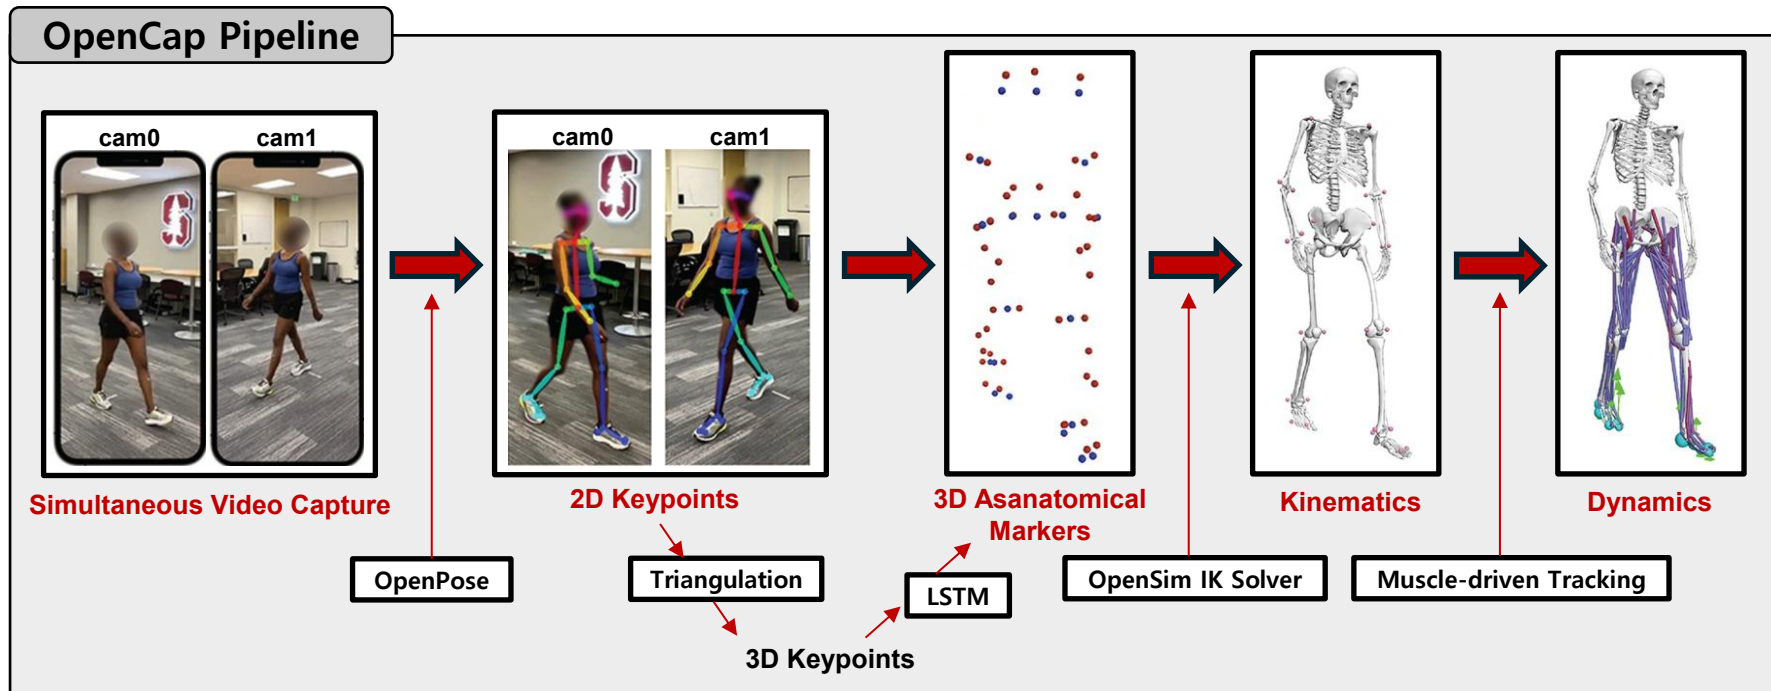 OpenCap Pipeline
cam0
cam1
cam0
cam1
S
S
Simultaneous Video Capture
2D Keypoints
3D Asanatomical
Markers
Kinematics
Dynamics
OpenPose
Triangulation
LSTM
OpenSim IK Solver
Muscle-driven Tracking
3D Keypoints